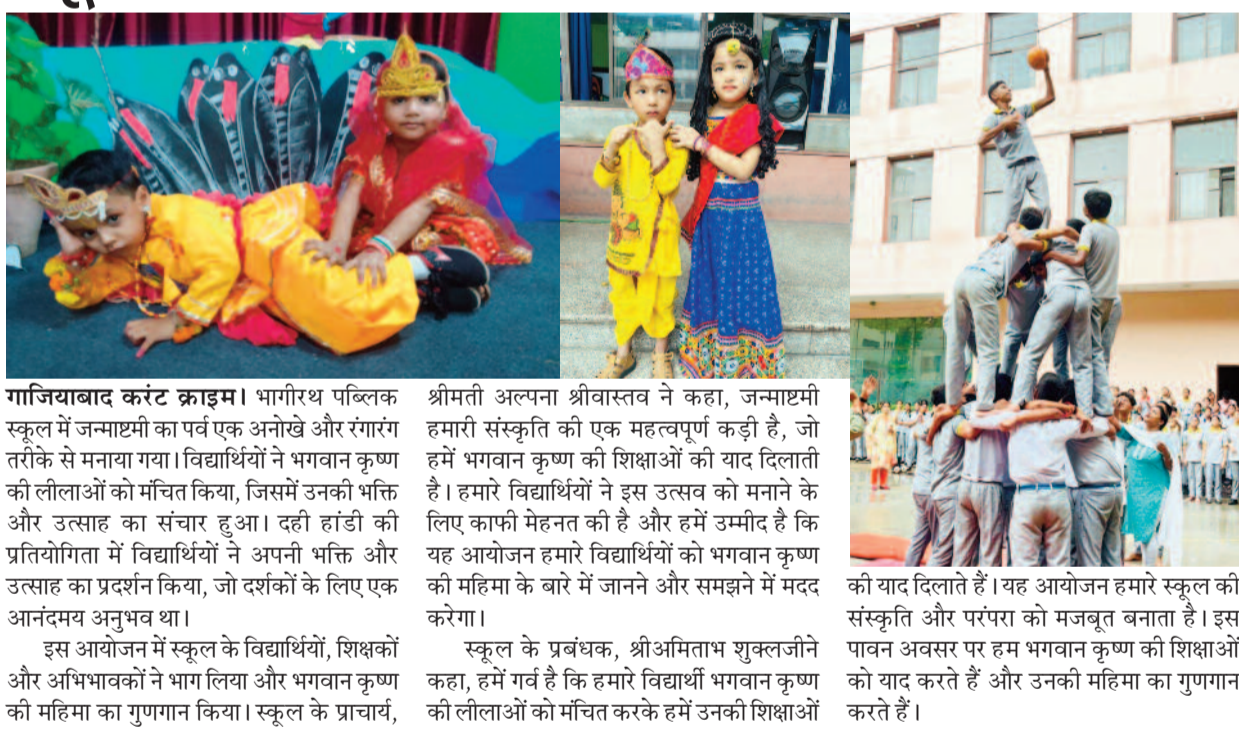 गाजियाबाद करंट क्राइम। भागीरथ पब्लिक
स्कूल में जन्माष्टमी का पर्व एक अनोखे और रंगारंग
तरीके से मनाया गया। विद्यार्थियों ने भगवान कृष्ण
की लीलाओं को मंचित किया, जिसमें उनकी भक्ति
और उत्साह का संचार हुआ। दही हांडी की
प्रतियोगिता में विद्यार्थियों ने अपनी भक्ति और
उत्साह का प्रदर्शन किया, जो दर्शकों के लिए एक
आनंदमय अनुभव था।
इस आयोजन में स्कूल के विद्यार्थियों, शिक्षकों
और अभिभावकों ने भाग लिया और भगवान कृष्ण
की महिमा का गुणगान किया। स्कूल के प्राचार्य,
श्रीमती अल्पना श्रीवास्तव ने कहा, जन्माष्टमी
हमारी संस्कृति की एक महत्वपूर्ण कड़ी है, जो
हमें भगवान कृष्ण की शिक्षाओं की याद दिलाती
है। हमारे विद्यार्थियों ने इस उत्सव को मनाने के
लिए काफी मेहनत की है और हमें उम्मीद है कि
यह आयोजन हमारे विद्यार्थियों को भगवान कृष्ण
की महिमा के बारे में जानने और समझने में मदद
करेगा।
स्कूल के प्रबंधक, श्रीअमिताभ शुक्लजीने
कहा, हमें गर्व है कि हमारे विद्यार्थी भगवान कृष्ण
की लीलाओं को मंचित करके हमें उनकी शिक्षाओं
की याद दिलाते हैं। यह आयोजन हमारे स्कूल की
संस्कृति और परंपरा को मजबूत बनाता है। इस
पावन अवसर पर हम भगवान कृष्ण की शिक्षाओं
को याद करते हैं और उनकी महिमा का गुणगान
करते हैं।